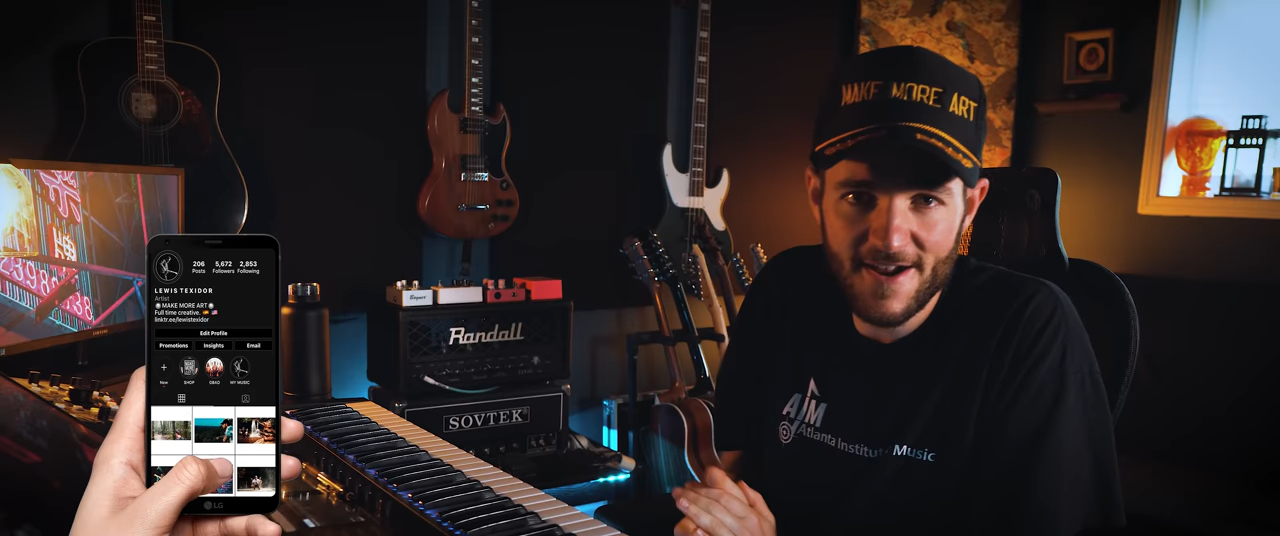 MAKE MORE ART
206 5,672 2,853
Posts Followers Following
LEWIS TEXIDOR
Artist
MAKE MORE ART
Full time creative.
linktr.ee/lewistexidor
Edit Profile
Promotions Insights Email
New SHOP GBAD MY MUSIC
LG
Bogner
Randall
SOVTEK
AIM
Atlanta Institut Music
SAMSUNG